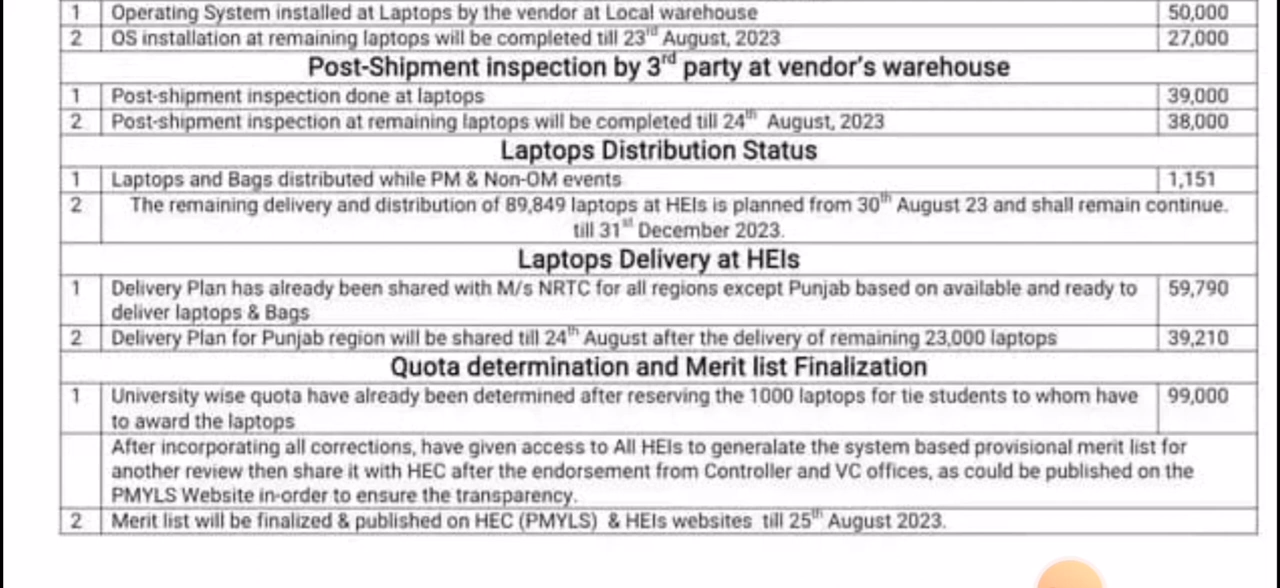 1 Operating System installed at Laptops by the vendor at Local warehouse 50,000
2 OS installation at remaining laptops will be completed till 23rd August, 2023 27,000
Post-Shipment inspection by 3rd party at vendor's warehouse
1 Post-shipment inspection done at laptops 39,000
2 Post-shipment inspection at remaining laptops will be completed till 24th August, 2023 38,000
Laptops Distribution Status
1 Laptops and Bags distributed while PM & Non-OM events 1,151
2 The remaining delivery and distribution of 89,849 laptops at HEIs is planned from 30th August 23 and shall remain continue.
till 31st December 2023.
Laptops Delivery at HEIs
1 Delivery Plan has already been shared with M/s NRTC for all regions except Punjab based on available and ready to 59,790
deliver laptops & Bags
2 Delivery Plan for Punjab region will be shared till 24th August after the delivery of remaining 23,000 laptops 39,210
Quota determination and Merit list Finalization
1 University wise quota have already been determined after reserving the 1000 laptops for tie students to whom have 99,000
to award the laptops
After incorporating all corrections, have given access to All HEIs to generalate the system based provisional merit list for
another review then share it with HEC after the endorsement from Controller and VC offices, as could be published on the
PMYLS Website in-order to ensure the transparency.
2 Merit list will be finalized & published on HEC (PMYLS) & HEIs websites till 25th August 2023.